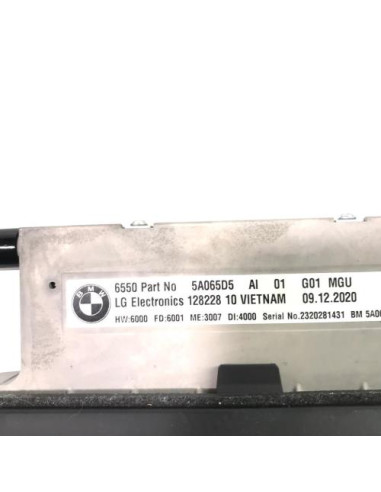 BMW
6550 Part No 5A065D5 AI 01 G01 MGU
LG Electronics 128228 10 VIETNAM 09.12.2020
HW:6000 FD:6001 ME:3007 DI:4000 Serial No.2320281431 BM